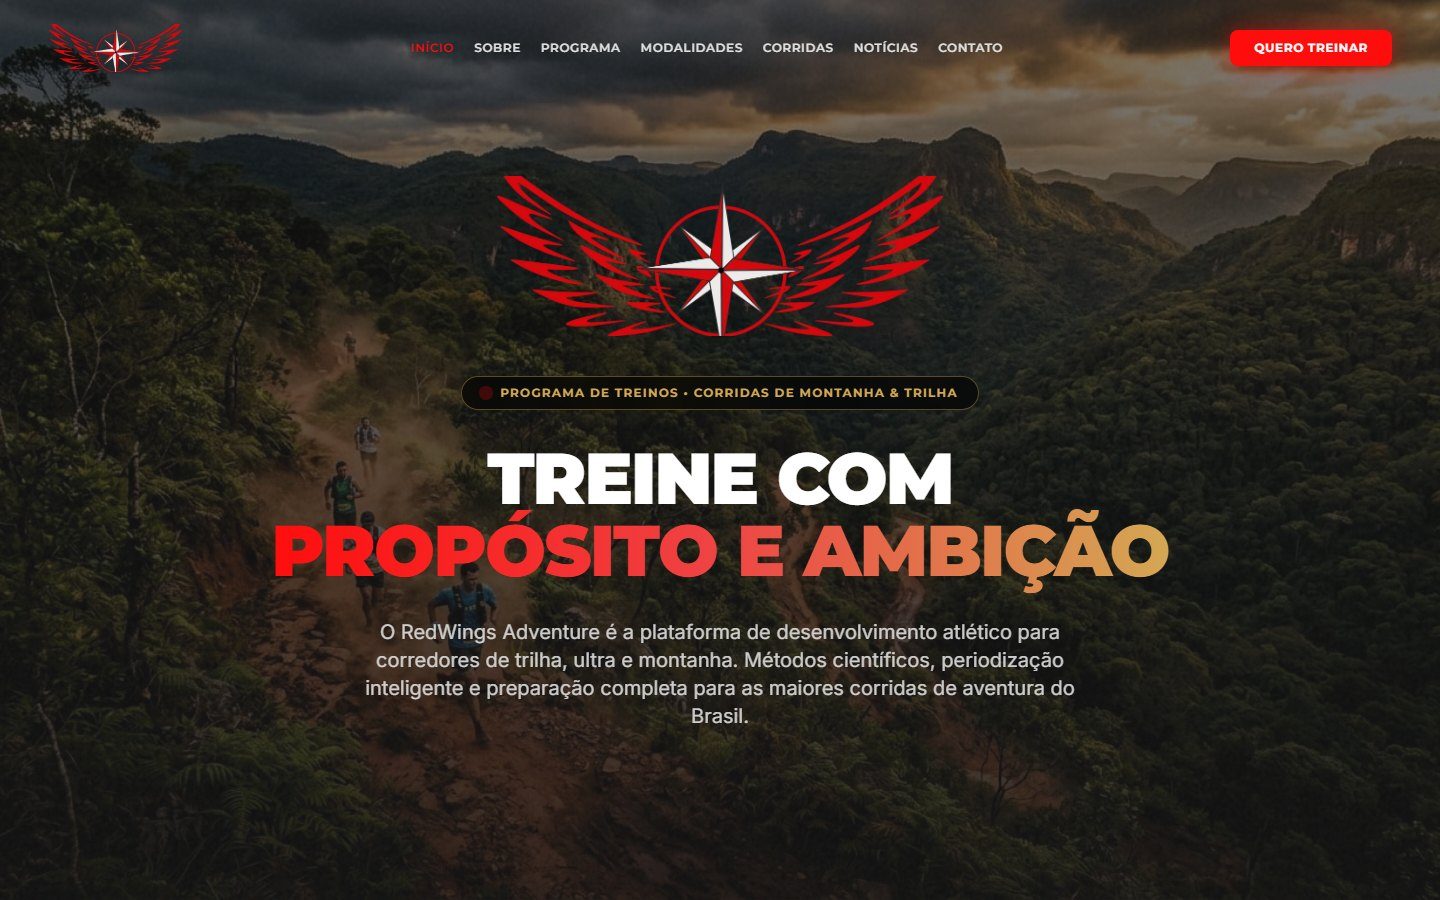 INÍCIO SOBRE PROGRAMA MODALIDADES CORRIDAS NOTÍCIAS CONTATO QUERO TREINAR
PROGRAMA DE TREINOS • CORRIDAS DE MONTANHA & TRILHA
TREINE COM
PROPÓSITO E AMBIÇÃO
O RedWings Adventure é a plataforma de desenvolvimento atlético para
corredores de trilha, ultra e montanha. Métodos científicos, periodização
inteligente e preparação completa para as maiores corridas de aventura do
Brasil.